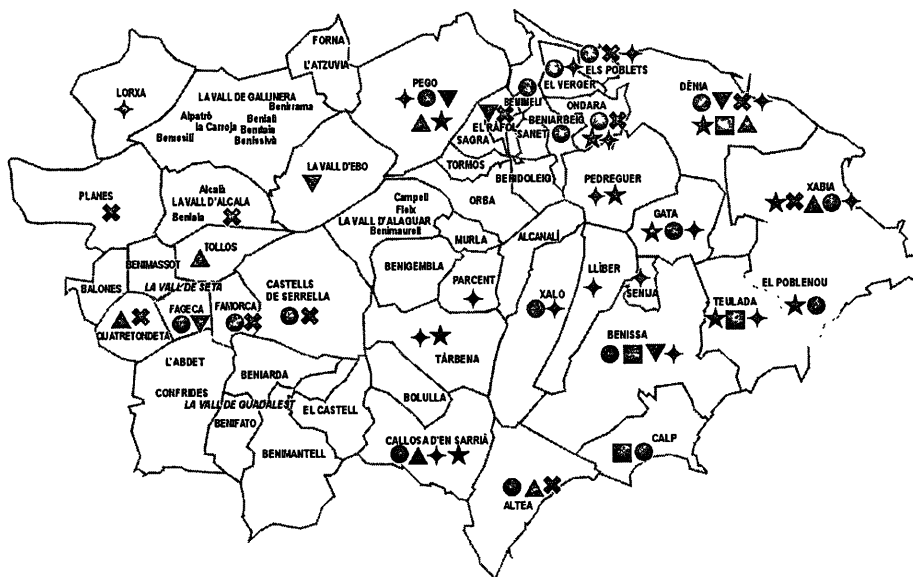 FORNA
L'ATZUVIA
LORXA
LA VALL DE GALLINERA
Benirrama
Alpatró
la Carroja
Benialí
Benissivà
PEGO
ELS POBLETS
EL VERGER
BENIMELI
ONDARA
BENIARBEIG
SANET
EL RÀFOL
SAGRA
TORMOS
BENIDOLEIG
DÉNIA
PLANES
Alcalà
LA VALL D'ALCALÀ
Beniaia
LA VALL D'EBO
ORBA
PEDREGUER
XÀBIA
Campell
Fleix
LA VALL D'ALAGUAR
Benimaurell
MURLA
ALCANALÍ
GATA
BENIMASSOT
TOLLOS
BALONES
LA VALL DE SETA
BENIGEMBLA
PARCENT
LLÍBER
SENIJA
XALÓ
CASTELLS
DE SERRELLA
EL POBLENOU
TEULADA
QUATRETONDETA
FAGECA
FAMORCA
TÀRBENA
BENISSA
L'ABDET
CONFRIDES
BENIARDÀ
LA VALL DE GUADALEST
EL CASTELL
BENIFATO
BENIMANTELL
BOLULLA
CALLOSA D'EN SARRIÀ
CALP
ALTEA